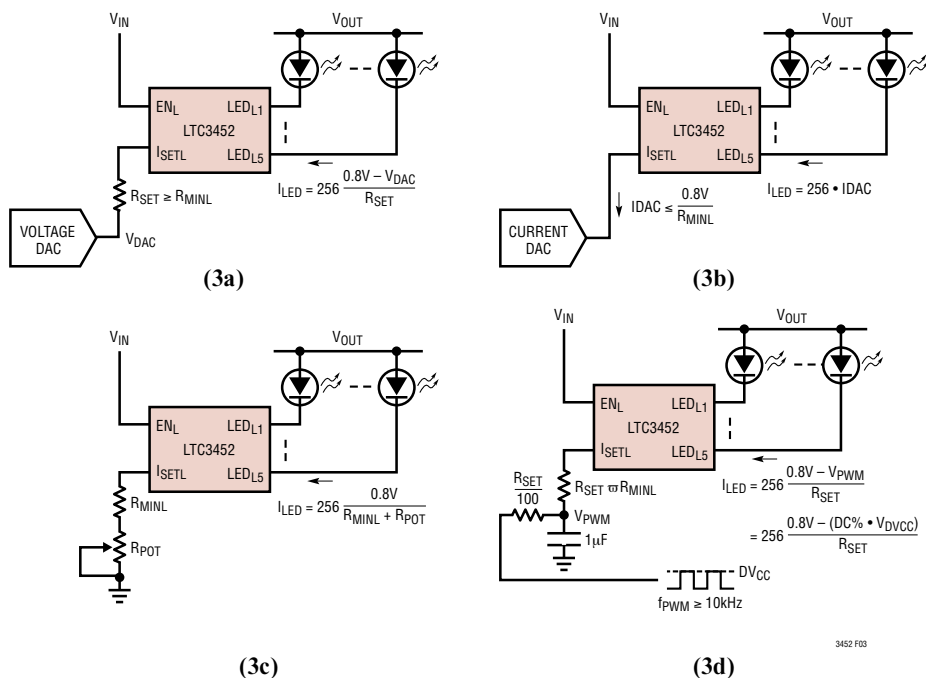 V_IN
V_OUT
EN_L
LED_L1
LTC3452
I_SETL
LED_L5
R_SET ≥ R_MINL
I_LED = 256 0.8V – V_DAC / R_SET
VOLTAGE
DAC
V_DAC
(3a)
V_IN
V_OUT
EN_L
LED_L1
LTC3452
I_SETL
LED_L5
IDAC ≤ 0.8V / R_MINL
I_LED = 256 • IDAC
CURRENT
DAC
(3b)
V_IN
V_OUT
EN_L
LED_L1
LTC3452
I_SETL
LED_L5
R_MINL
I_LED = 256 0.8V / R_MINL + R_POT
R_POT
(3c)
V_IN
V_OUT
EN_L
LED_L1
LTC3452
I_SETL
LED_L5
R_SET / 100
R_SET ϖ R_MINL
I_LED = 256 0.8V – V_PWM / R_SET
V_PWM
1µF
= 256 0.8V – (DC% • V_DVCC) / R_SET
DV_CC
f_PWM ≥ 10kHz
3452 F03
(3d)